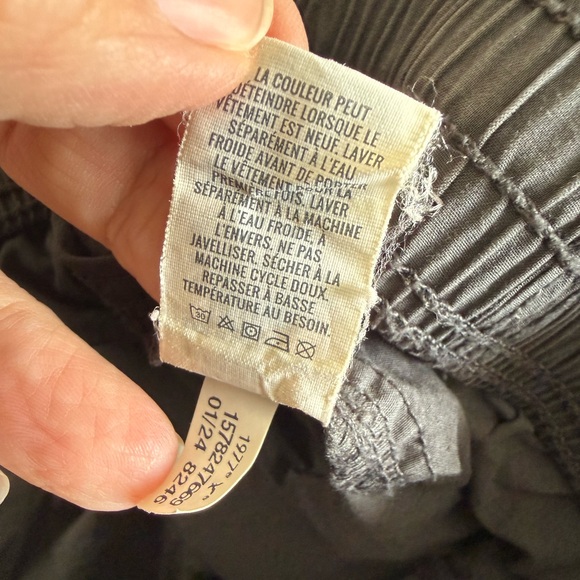 LA COULEUR PEUT
DÉTEINDRE LORSQUE LE
VÊTEMENT EST NEUF. LAVER
SÉPARÉMENT À L'EAU
FROIDE AVANT DE PORTER
LE VÊTEMENT POUR LA
PREMIÈRE FOIS. LAVER
SÉPARÉMENT À LA MACHINE
À L'EAU FROIDE, À
L'ENVERS, NE PAS
JAVELLISER. SÉCHER À LA
MACHINE CYCLE DOUX.
REPASSER À BASSE
TEMPÉRATURE AU BESOIN.
30
1977" X"
1578247669
01/24 8246